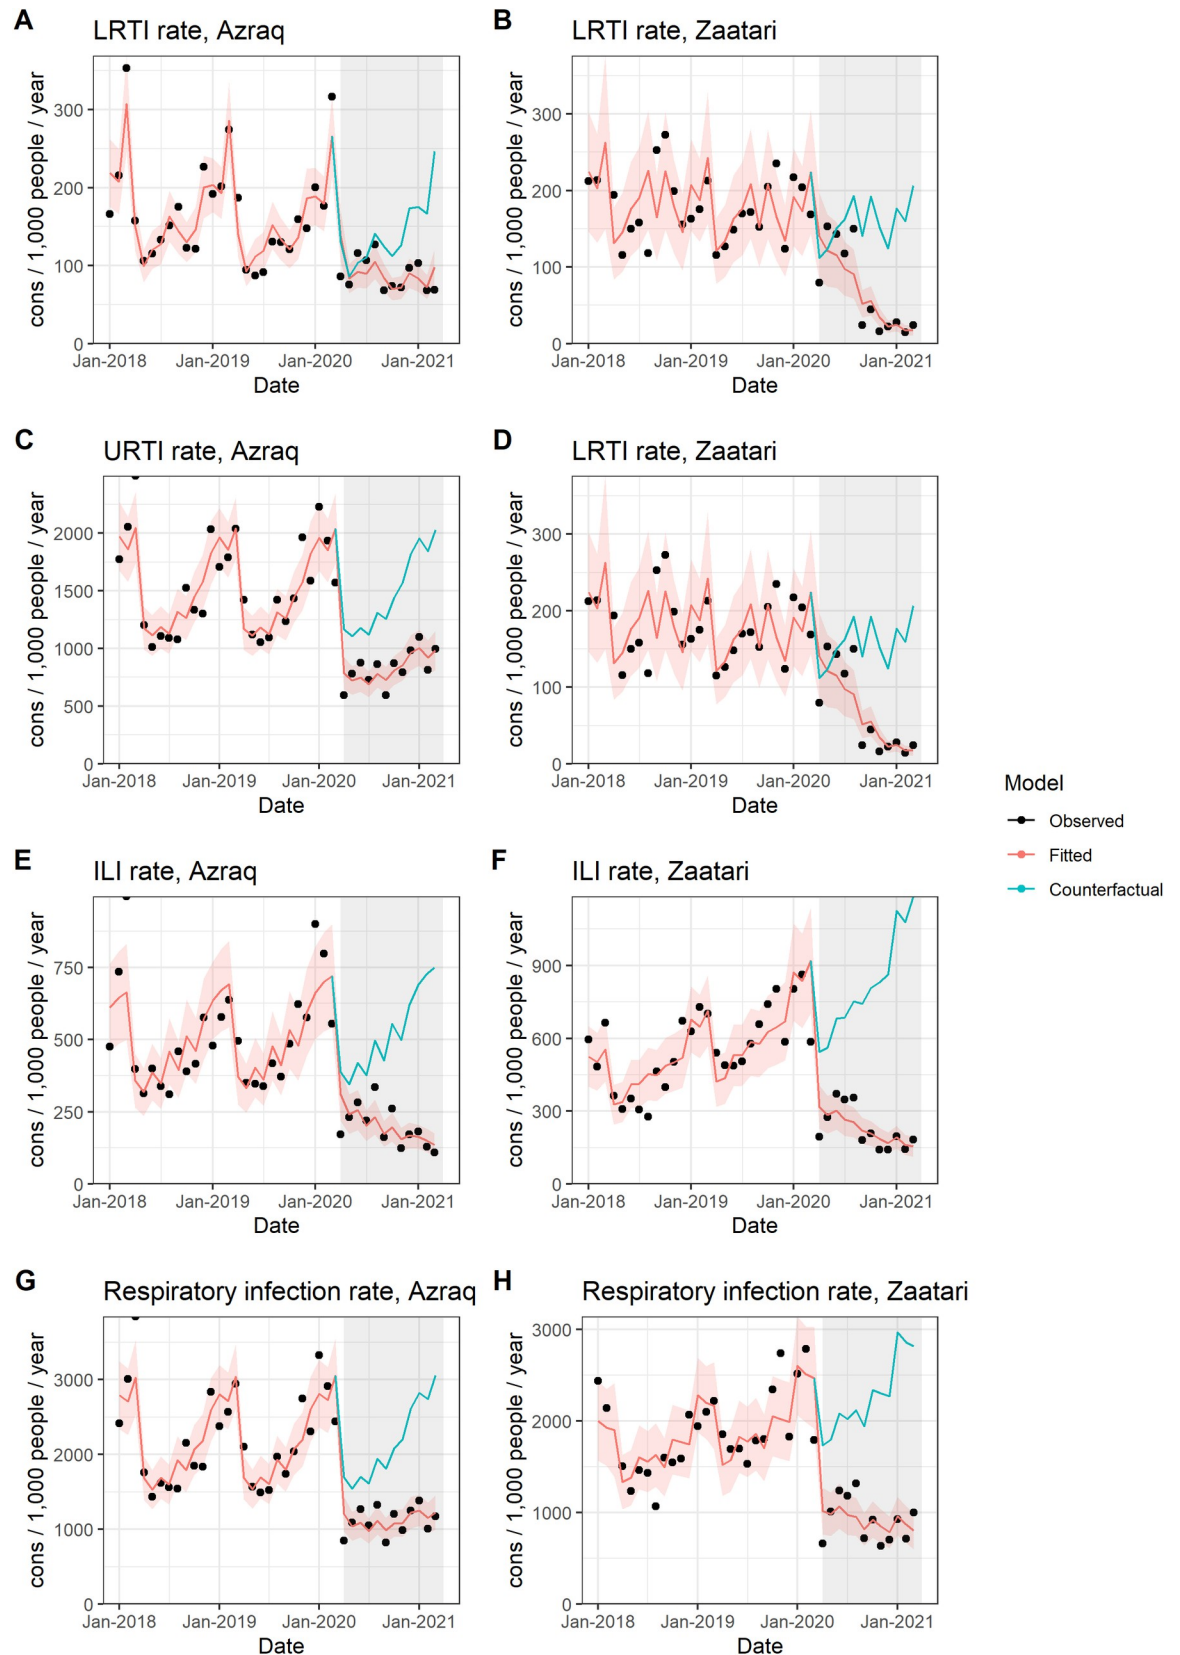 A
LRTI rate, Azraq
cons / 1,000 people / year
300
200
100
0
Jan-2018
Jan-2019
Jan-2020
Jan-2021
Date
B
LRTI rate, Zaatari
cons / 1,000 people / year
300
200
100
0
Jan-2018
Jan-2019
Jan-2020
Jan-2021
Date
C
URTI rate, Azraq
cons / 1,000 people / year
2000
1500
1000
500
0
Jan-2018
Jan-2019
Jan-2020
Jan-2021
Date
D
LRTI rate, Zaatari
cons / 1,000 people / year
300
200
100
0
Jan-2018
Jan-2019
Jan-2020
Jan-2021
Date
Model
Observed
Fitted
Counterfactual
E
ILI rate, Azraq
cons / 1,000 people / year
750
500
250
0
Jan-2018
Jan-2019
Jan-2020
Jan-2021
Date
F
ILI rate, Zaatari
cons / 1,000 people / year
900
600
300
0
Jan-2018
Jan-2019
Jan-2020
Jan-2021
Date
G
Respiratory infection rate, Azraq
cons / 1,000 people / year
3000
2000
1000
0
Jan-2018
Jan-2019
Jan-2020
Jan-2021
Date
H
Respiratory infection rate, Zaatari
cons / 1,000 people / year
3000
2000
1000
0
Jan-2018
Jan-2019
Jan-2020
Jan-2021
Date